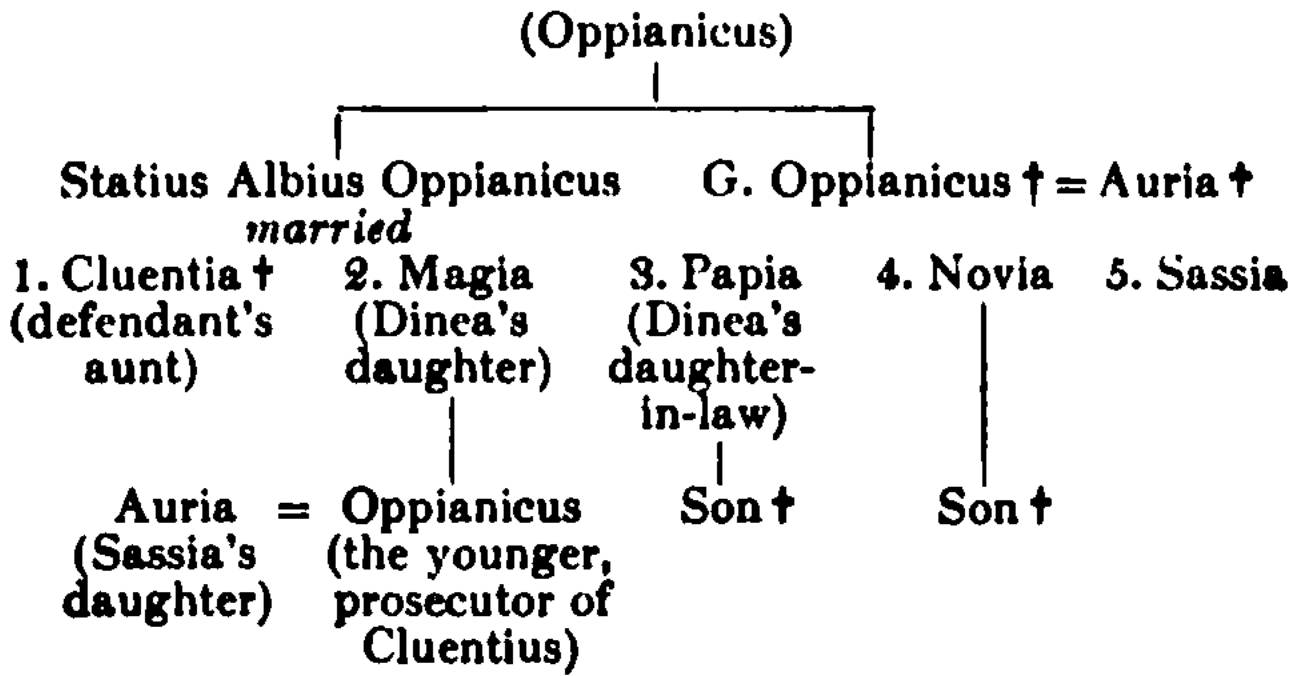 (Oppianicus)
Statius Albius Oppianicus G. Oppianicus † = Auria †
married
1. Cluentia † 2. Magia 3. Papia 4. Novia 5. Sassia
(defendant's (Dinea's (Dinea's
aunt) daughter) daughter-
in-law)
Auria = Oppianicus Son † Son †
(Sassia's (the younger,
daughter) prosecutor of
Cluentius)